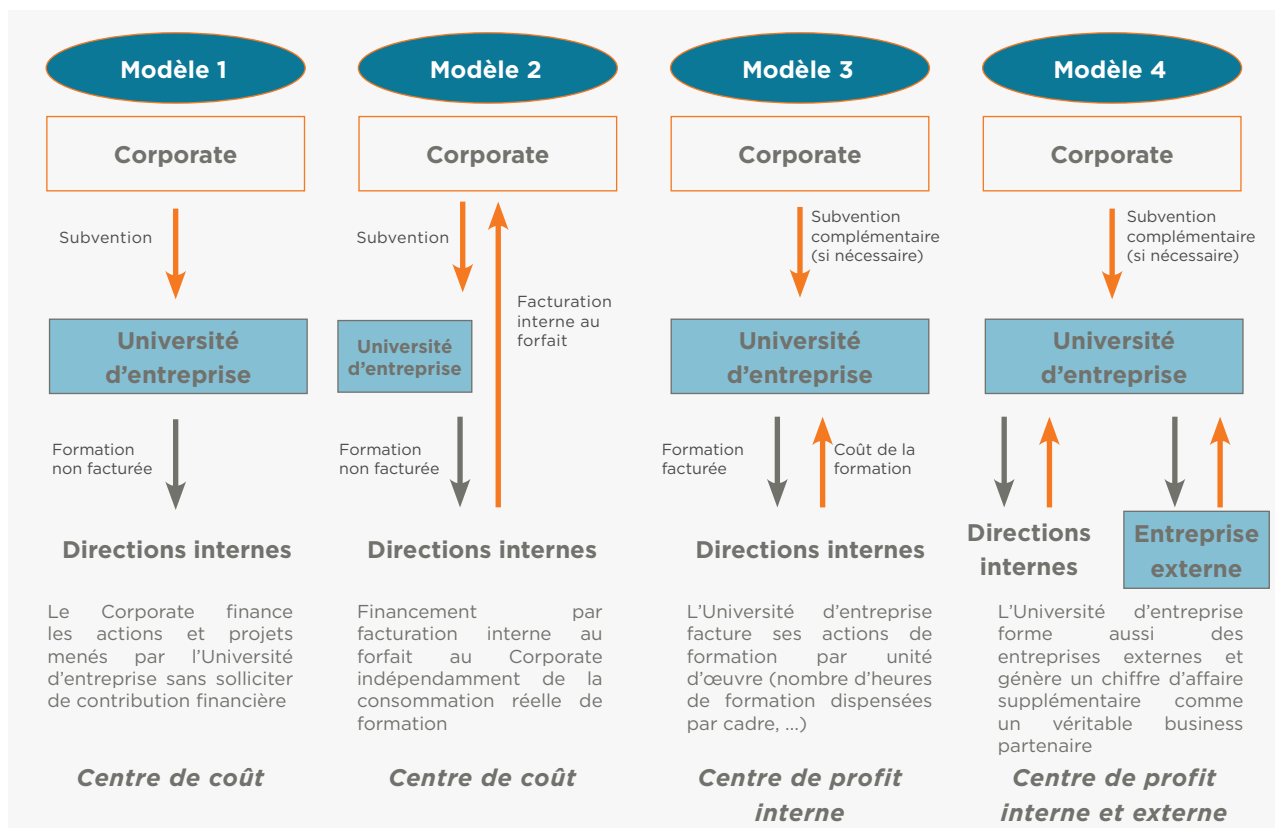 Modèle 1
Corporate
Subvention
Université
d'entreprise
Formation
non facturée
Directions internes
Le Corporate finance
les actions et projets
menés par l'Université
d'entreprise sans solliciter
de contribution financière
Centre de coût
Modèle 2
Corporate
Subvention
Facturation
interne au
forfait
Université
d'entreprise
Formation
non facturée
Directions internes
Financement par
facturation interne au
forfait au Corporate
indépendamment de la
consommation réelle de
formation
Centre de coût
Modèle 3
Corporate
Subvention
complémentaire
(si nécessaire)
Université
d'entreprise
Formation
facturée
Coût de la
formation
Directions internes
L'Université d'entreprise
facture ses actions de
formation par unité
d'œuvre (nombre d'heures
de formation dispensées
par cadre, ...)
Centre de profit
interne
Modèle 4
Corporate
Subvention
complémentaire
(si nécessaire)
Université
d'entreprise
Directions
internes
Entreprise
externe
L'Université d'entreprise
forme aussi des
entreprises externes et
génère un chiffre d'affaire
supplémentaire comme
un véritable business
partenaire
Centre de profit
interne et externe